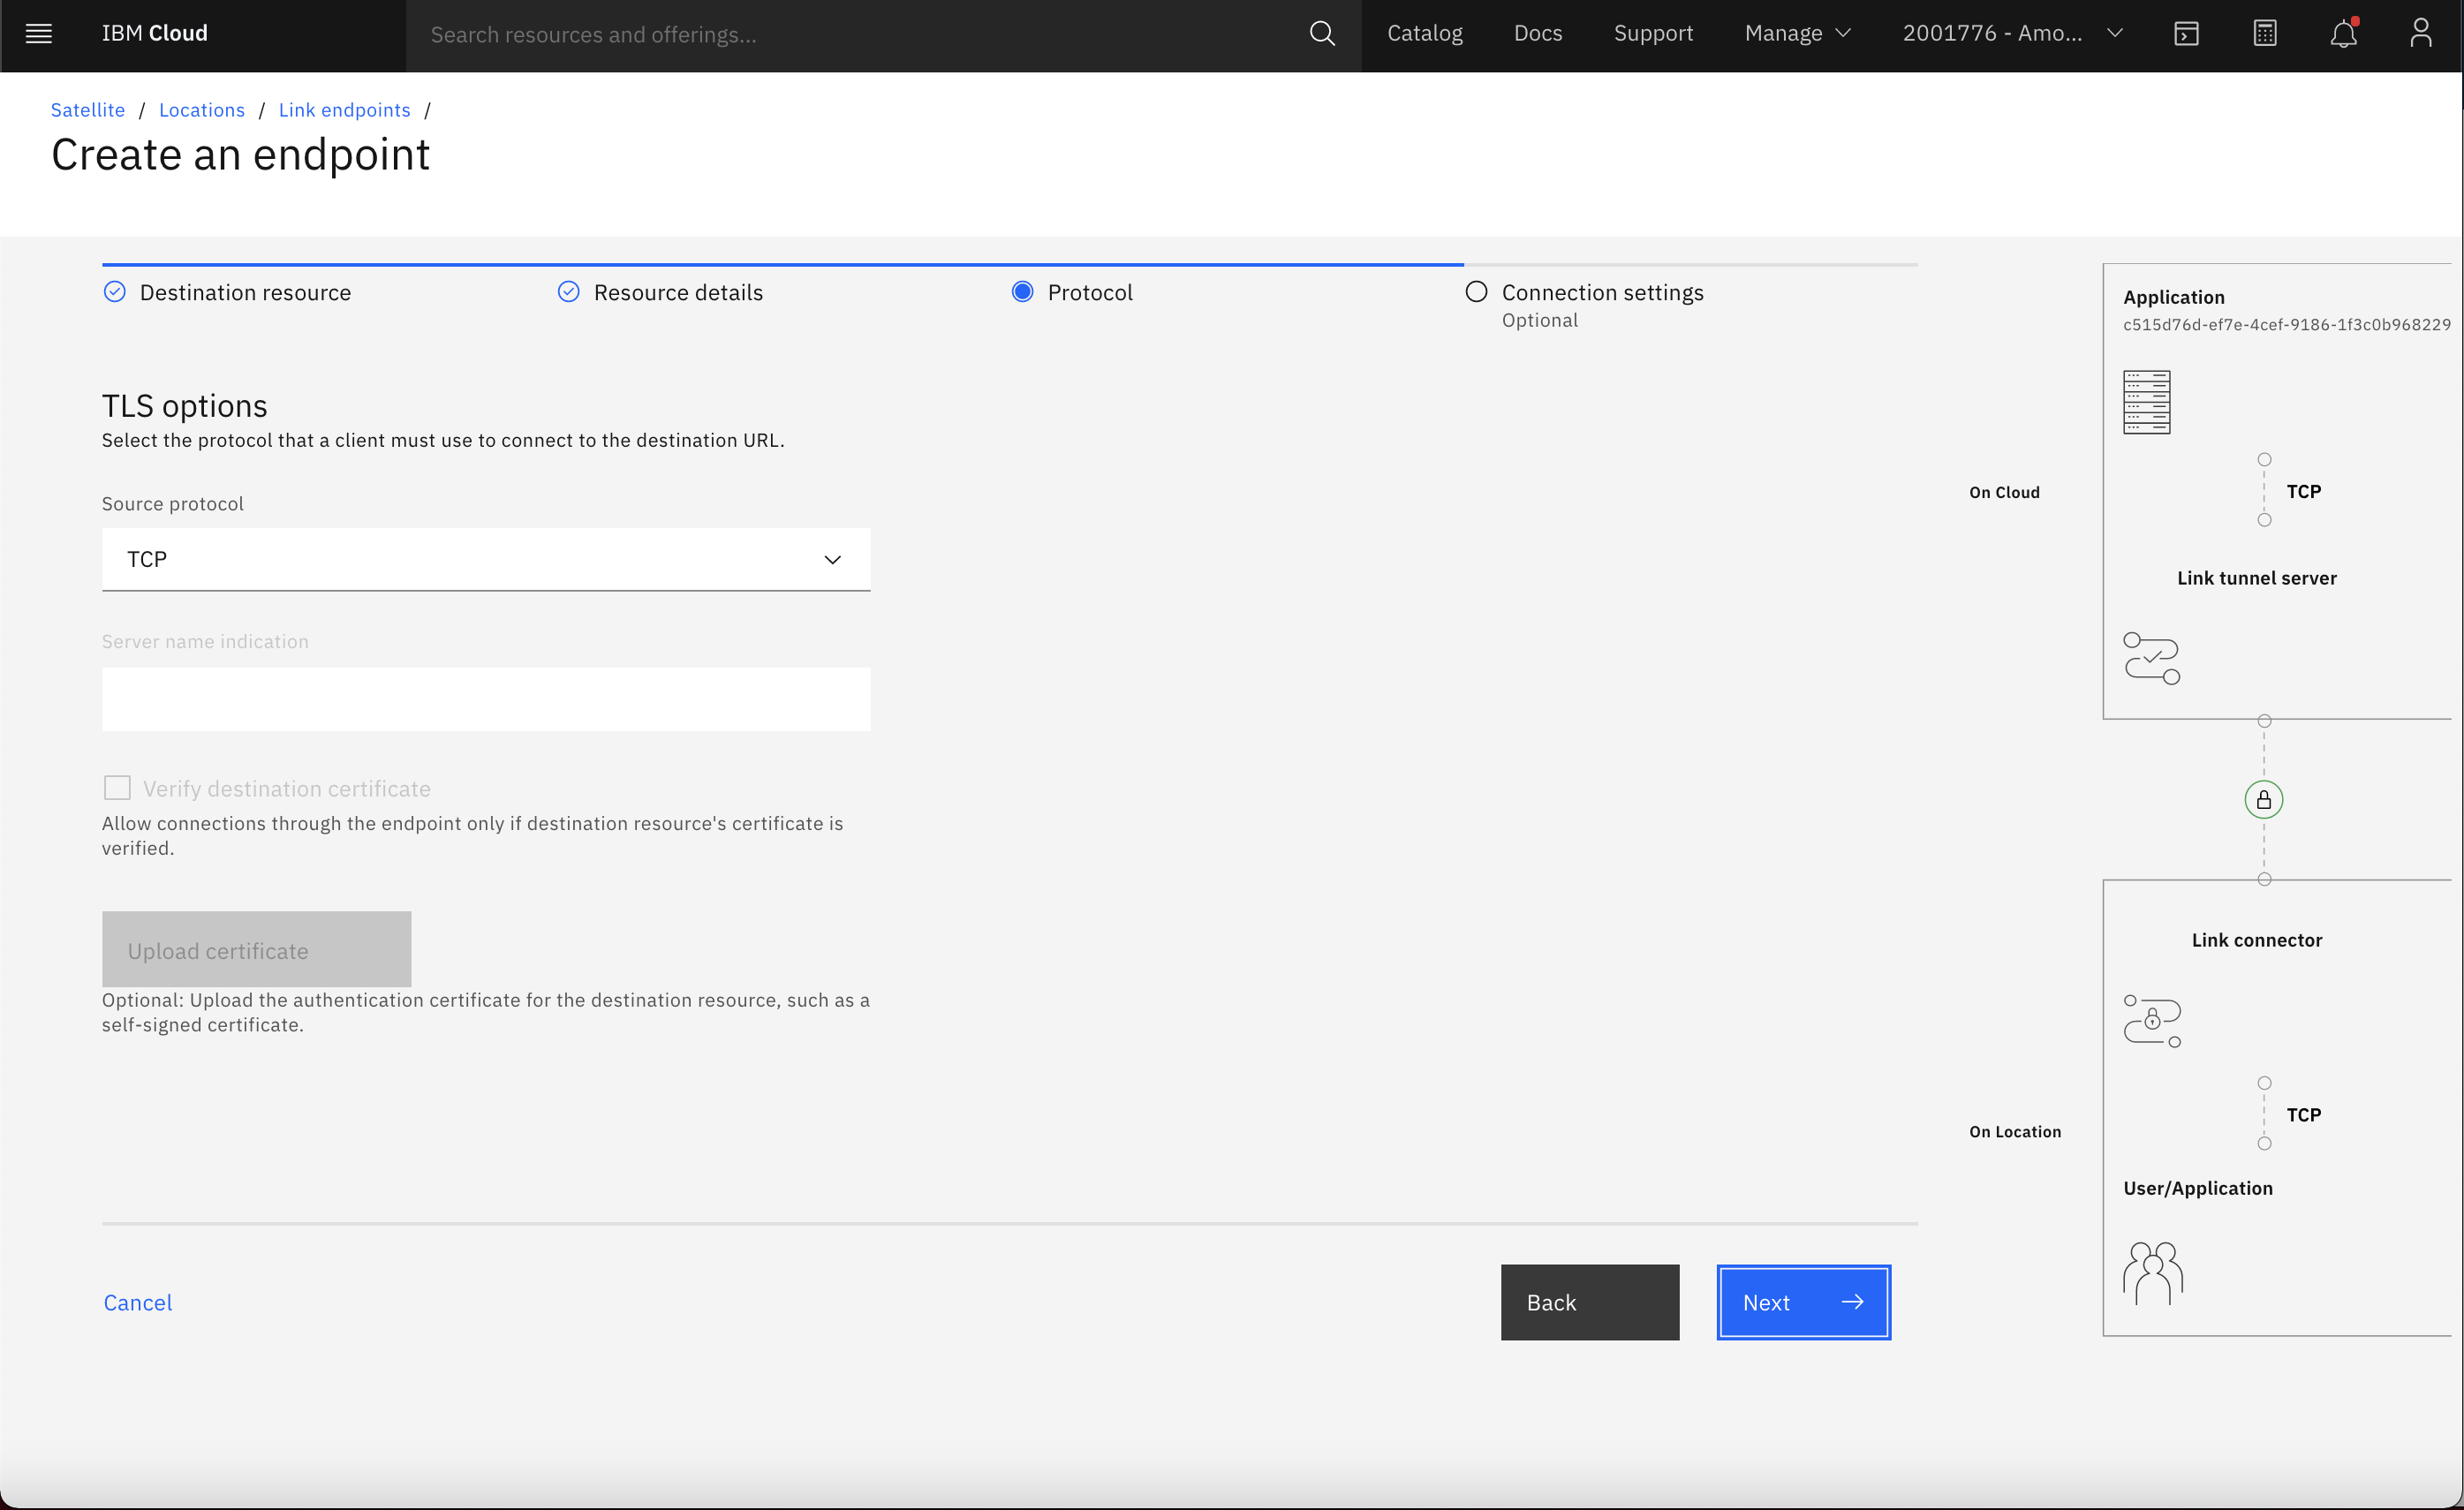 IBM Cloud
Search resources and offerings...
Catalog
Docs
Support
Manage
2001776 - Amo...
Satellite / Locations / Link endpoints /
Create an endpoint
Destination resource
Resource details
Protocol
Connection settings
Optional
TLS options
Select the protocol that a client must use to connect to the destination URL.
Source protocol
TCP
Server name indication
Verify destination certificate
Allow connections through the endpoint only if destination resource's certificate is
verified.
Upload certificate
Optional: Upload the authentication certificate for the destination resource, such as a
self-signed certificate.
Cancel
Back
Next
Application
c515d76d-ef7e-4cef-9186-1f3c0b968229
On Cloud
TCP
Link tunnel server
Link connector
On Location
TCP
User/Application